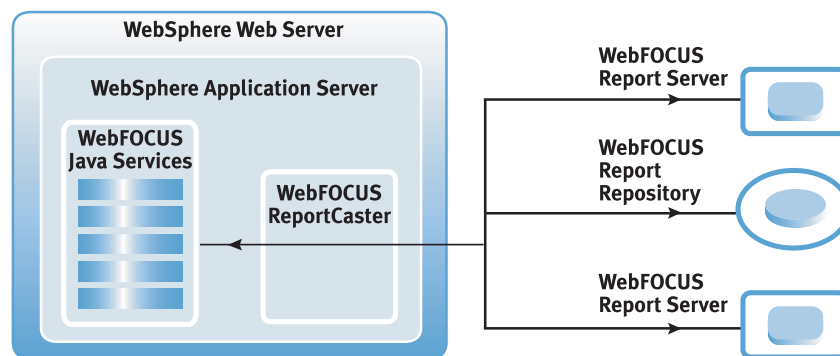 WebSphere Web Server
WebSphere Application Server
WebFOCUS
Java Services
WebFOCUS
ReportCaster
WebFOCUS
Report Server
WebFOCUS
Report
Repository
WebFOCUS
Report Server